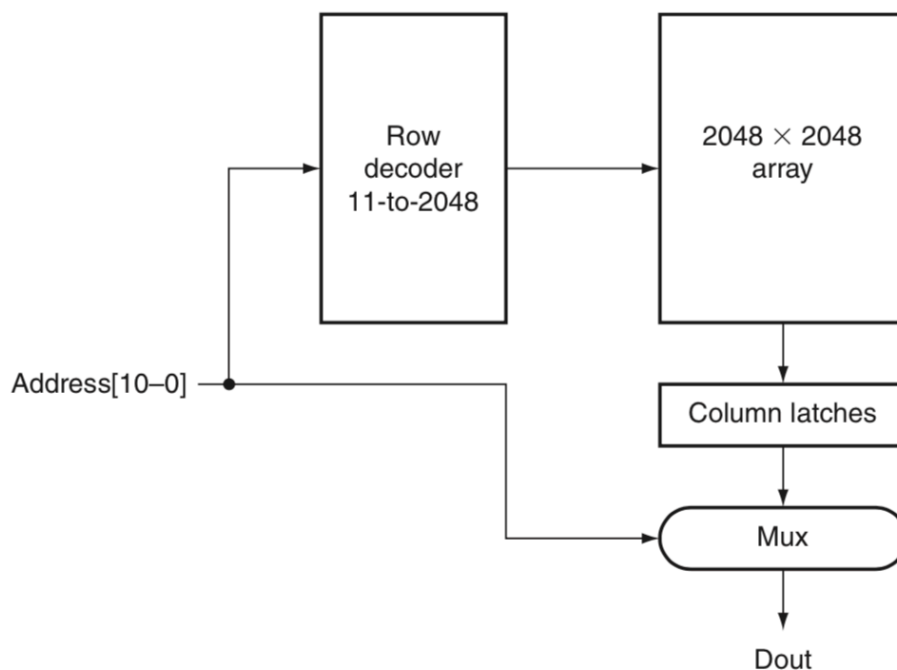 Row
decoder
11-to-2048
2048 × 2048
array
Address[10–0]
Column latches
Mux
Dout